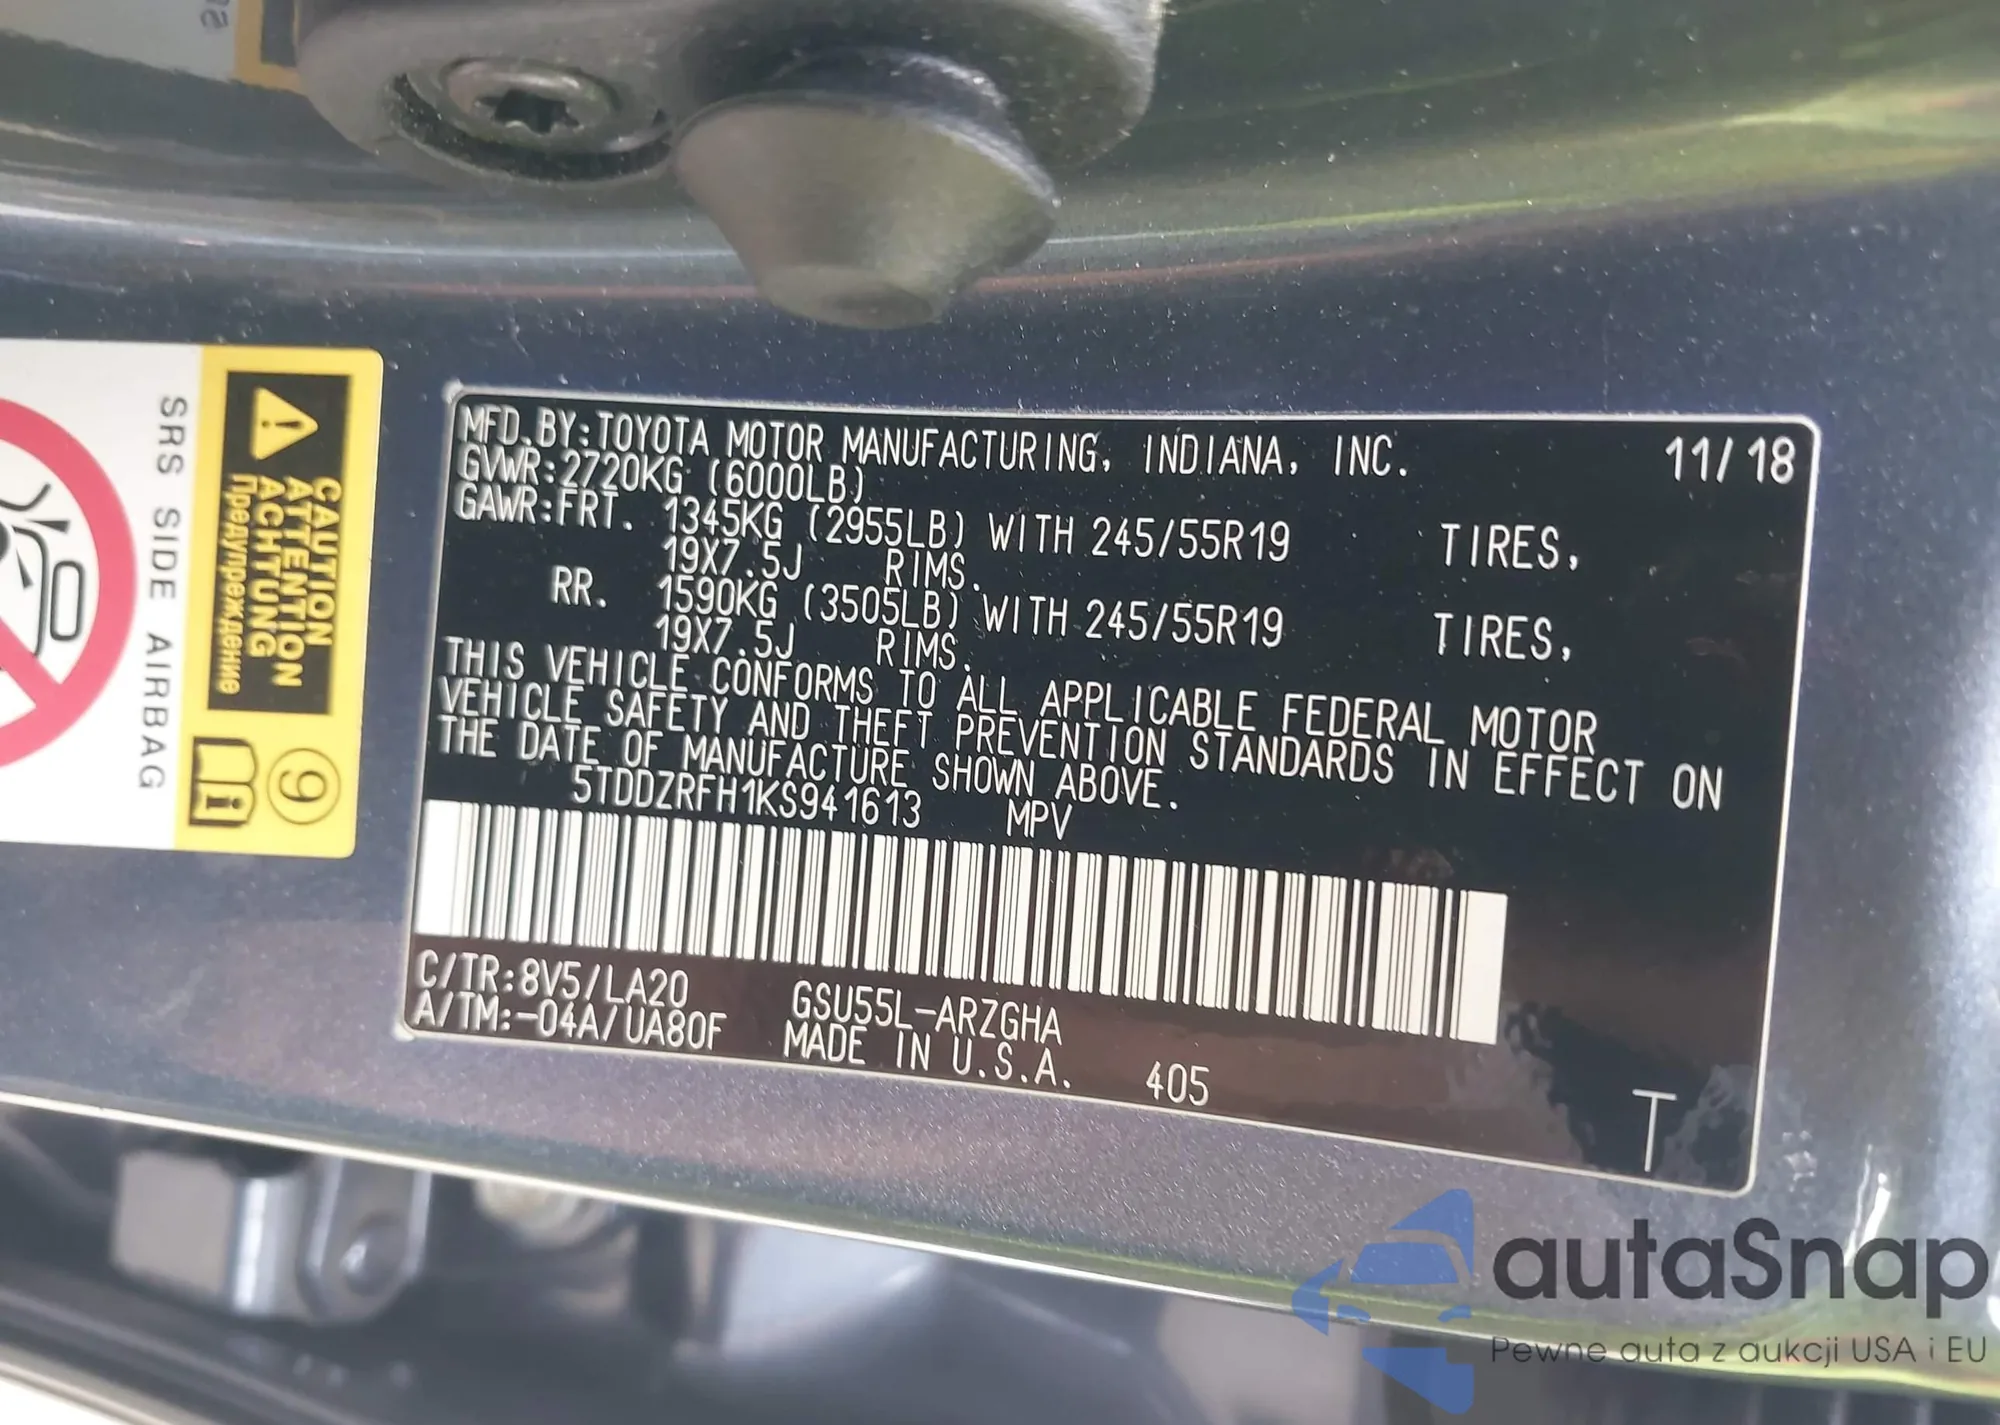 MFD.BY:TOYOTA MOTOR MANUFACTURING, INDIANA, INC. 11/18
GVWR:2720KG (6000LB)
GAWR:FRT. 1345KG (2955LB) WITH 245/55R19 TIRES,
19X7.5J RIMS.
RR. 1590KG (3505LB) WITH 245/55R19 TIRES,
19X7.5J RIMS.
THIS VEHICLE CONFORMS TO ALL APPLICABLE FEDERAL MOTOR
VEHICLE SAFETY AND THEFT PREVENTION STANDARDS IN EFFECT ON
THE DATE OF MANUFACTURE SHOWN ABOVE.
5TDDZRFH1KS941613 MPV
C/TR:8V5/LA20 GSU55L-ARZGHA
A/TM:-04A/UA80F MADE IN U.S.A. 405
T
CAUTION
ATTENTION
ACHTUNG
Предупреждение
9
SRS SIDE AIRBAG
autaSnap
Pewne auta z aukcji USA i EU